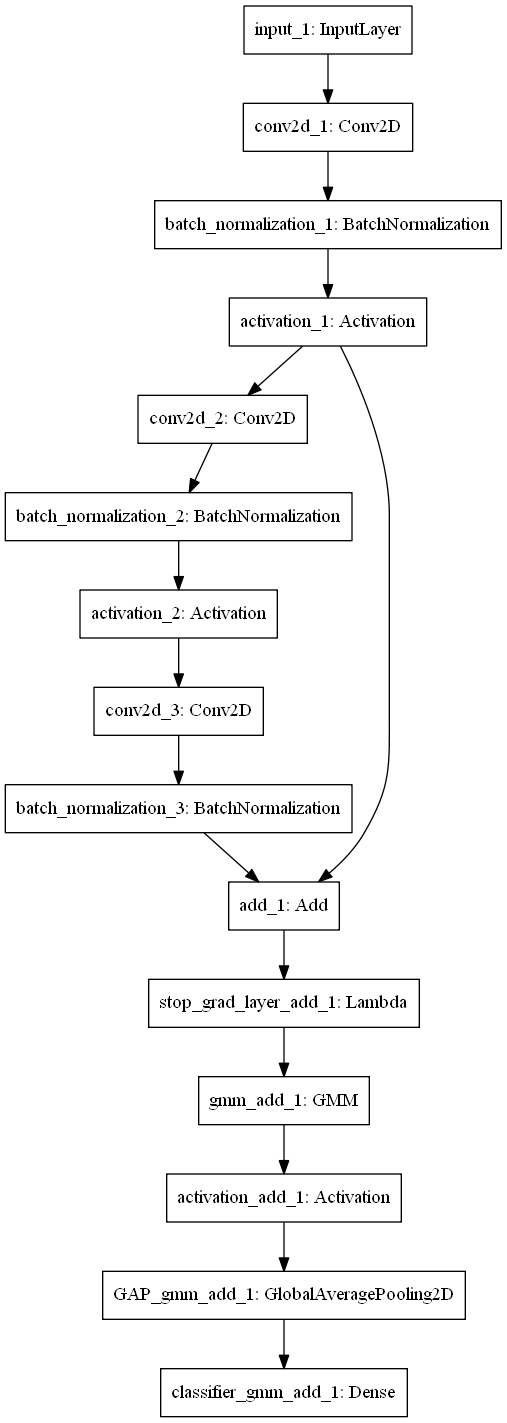 input_1: InputLayer
conv2d_1: Conv2D
batch_normalization_1: BatchNormalization
activation_1: Activation
conv2d_2: Conv2D
batch_normalization_2: BatchNormalization
activation_2: Activation
conv2d_3: Conv2D
batch_normalization_3: BatchNormalization
add_1: Add
stop_grad_layer_add_1: Lambda
gmm_add_1: GMM
activation_add_1: Activation
GAP_gmm_add_1: GlobalAveragePooling2D
classifier_gmm_add_1: Dense